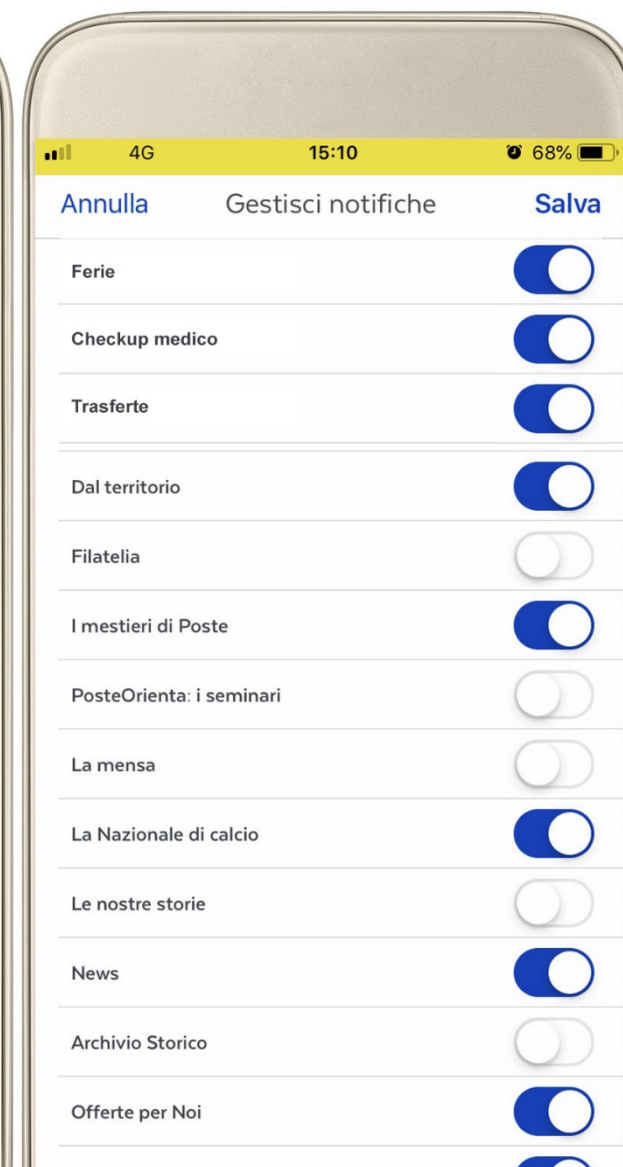 4G 15:10 68%
Annulla Gestisci notifiche Salva
Ferie
Checkup medico
Trasferte
Dal territorio
Filatelia
I mestieri di Poste
PosteOrienta: i seminari
La mensa
La Nazionale di calcio
Le nostre storie
News
Archivio Storico
Offerte per Noi